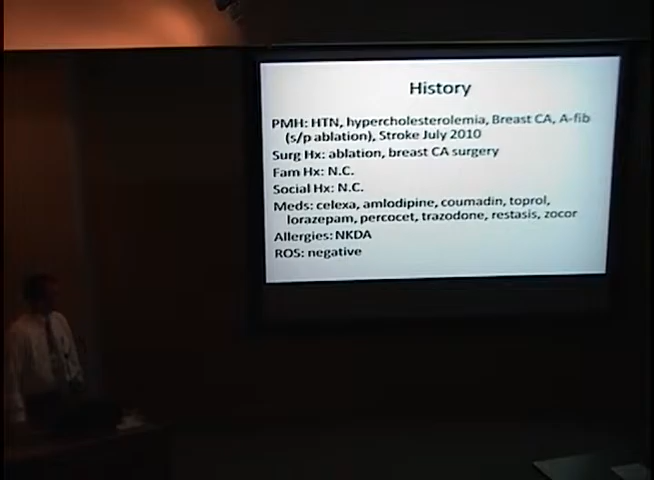 History
PMH: HTN, hypercholesterolemia, Breast CA, A-fib
(s/p ablation), Stroke July 2010
Surg Hx: ablation, breast CA surgery
Fam Hx: N.C.
Social Hx: N.C.
Meds: celexa, amlodipine, coumadin, toprol,
lorazepam, percocet, trazodone, restasis, zocor
Allergies: NKDA
ROS: negative